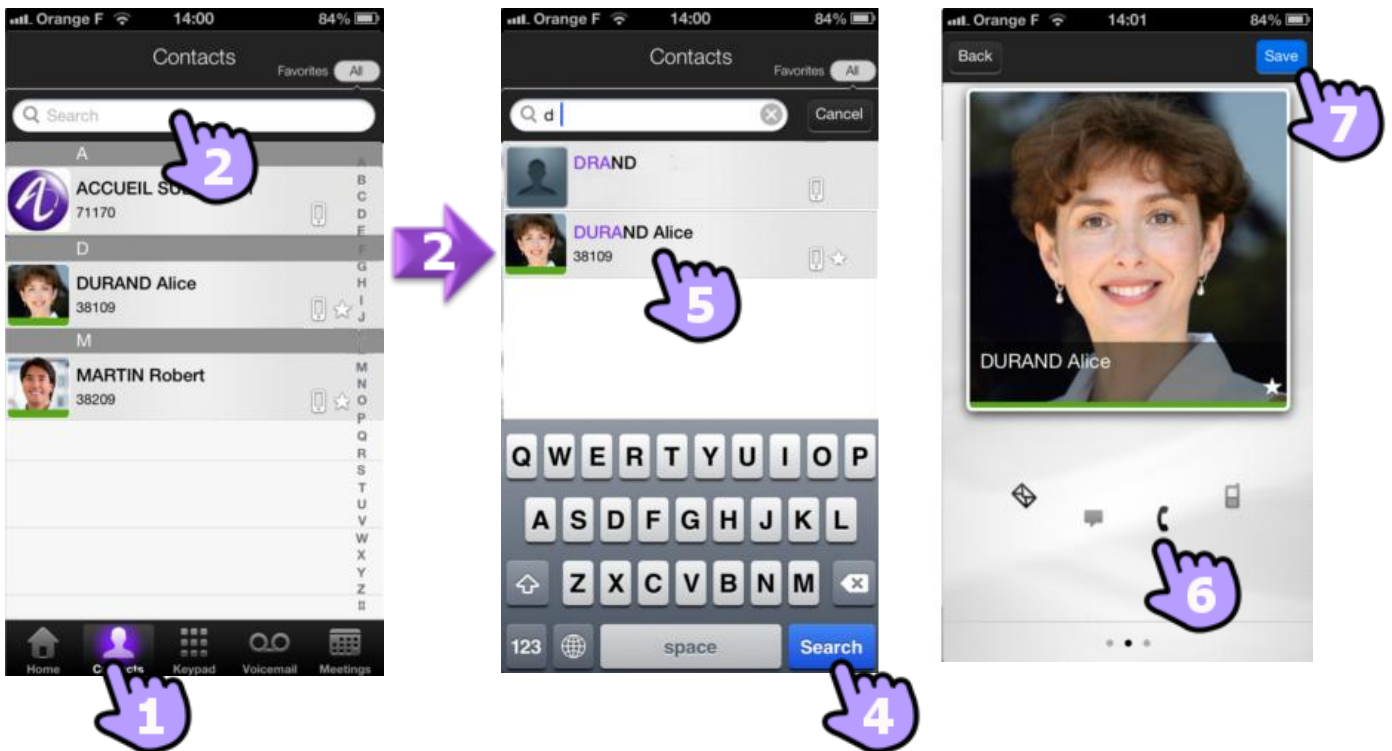 Orange F 14:00 84%
Contacts
Favorites All
Search
2
A
ACCUEIL
71170
D
DURAND Alice
38109
M
MARTIN Robert
38209
A
B
C
D
E
F
G
H
I
J
M
N
O
P
Q
R
S
T
U
V
W
X
Y
Z
#
Home Contacts Keypad Voicemail Meetings
1
2
Orange F 14:00 84%
Contacts
Favorites All
d Cancel
DRAND
DURAND Alice
38109
5
Q W E R T Y U I O P
A S D F G H J K L
Z X C V B N M
123 space Search
4
Orange F 14:01 84%
Back Save
7
DURAND Alice
6